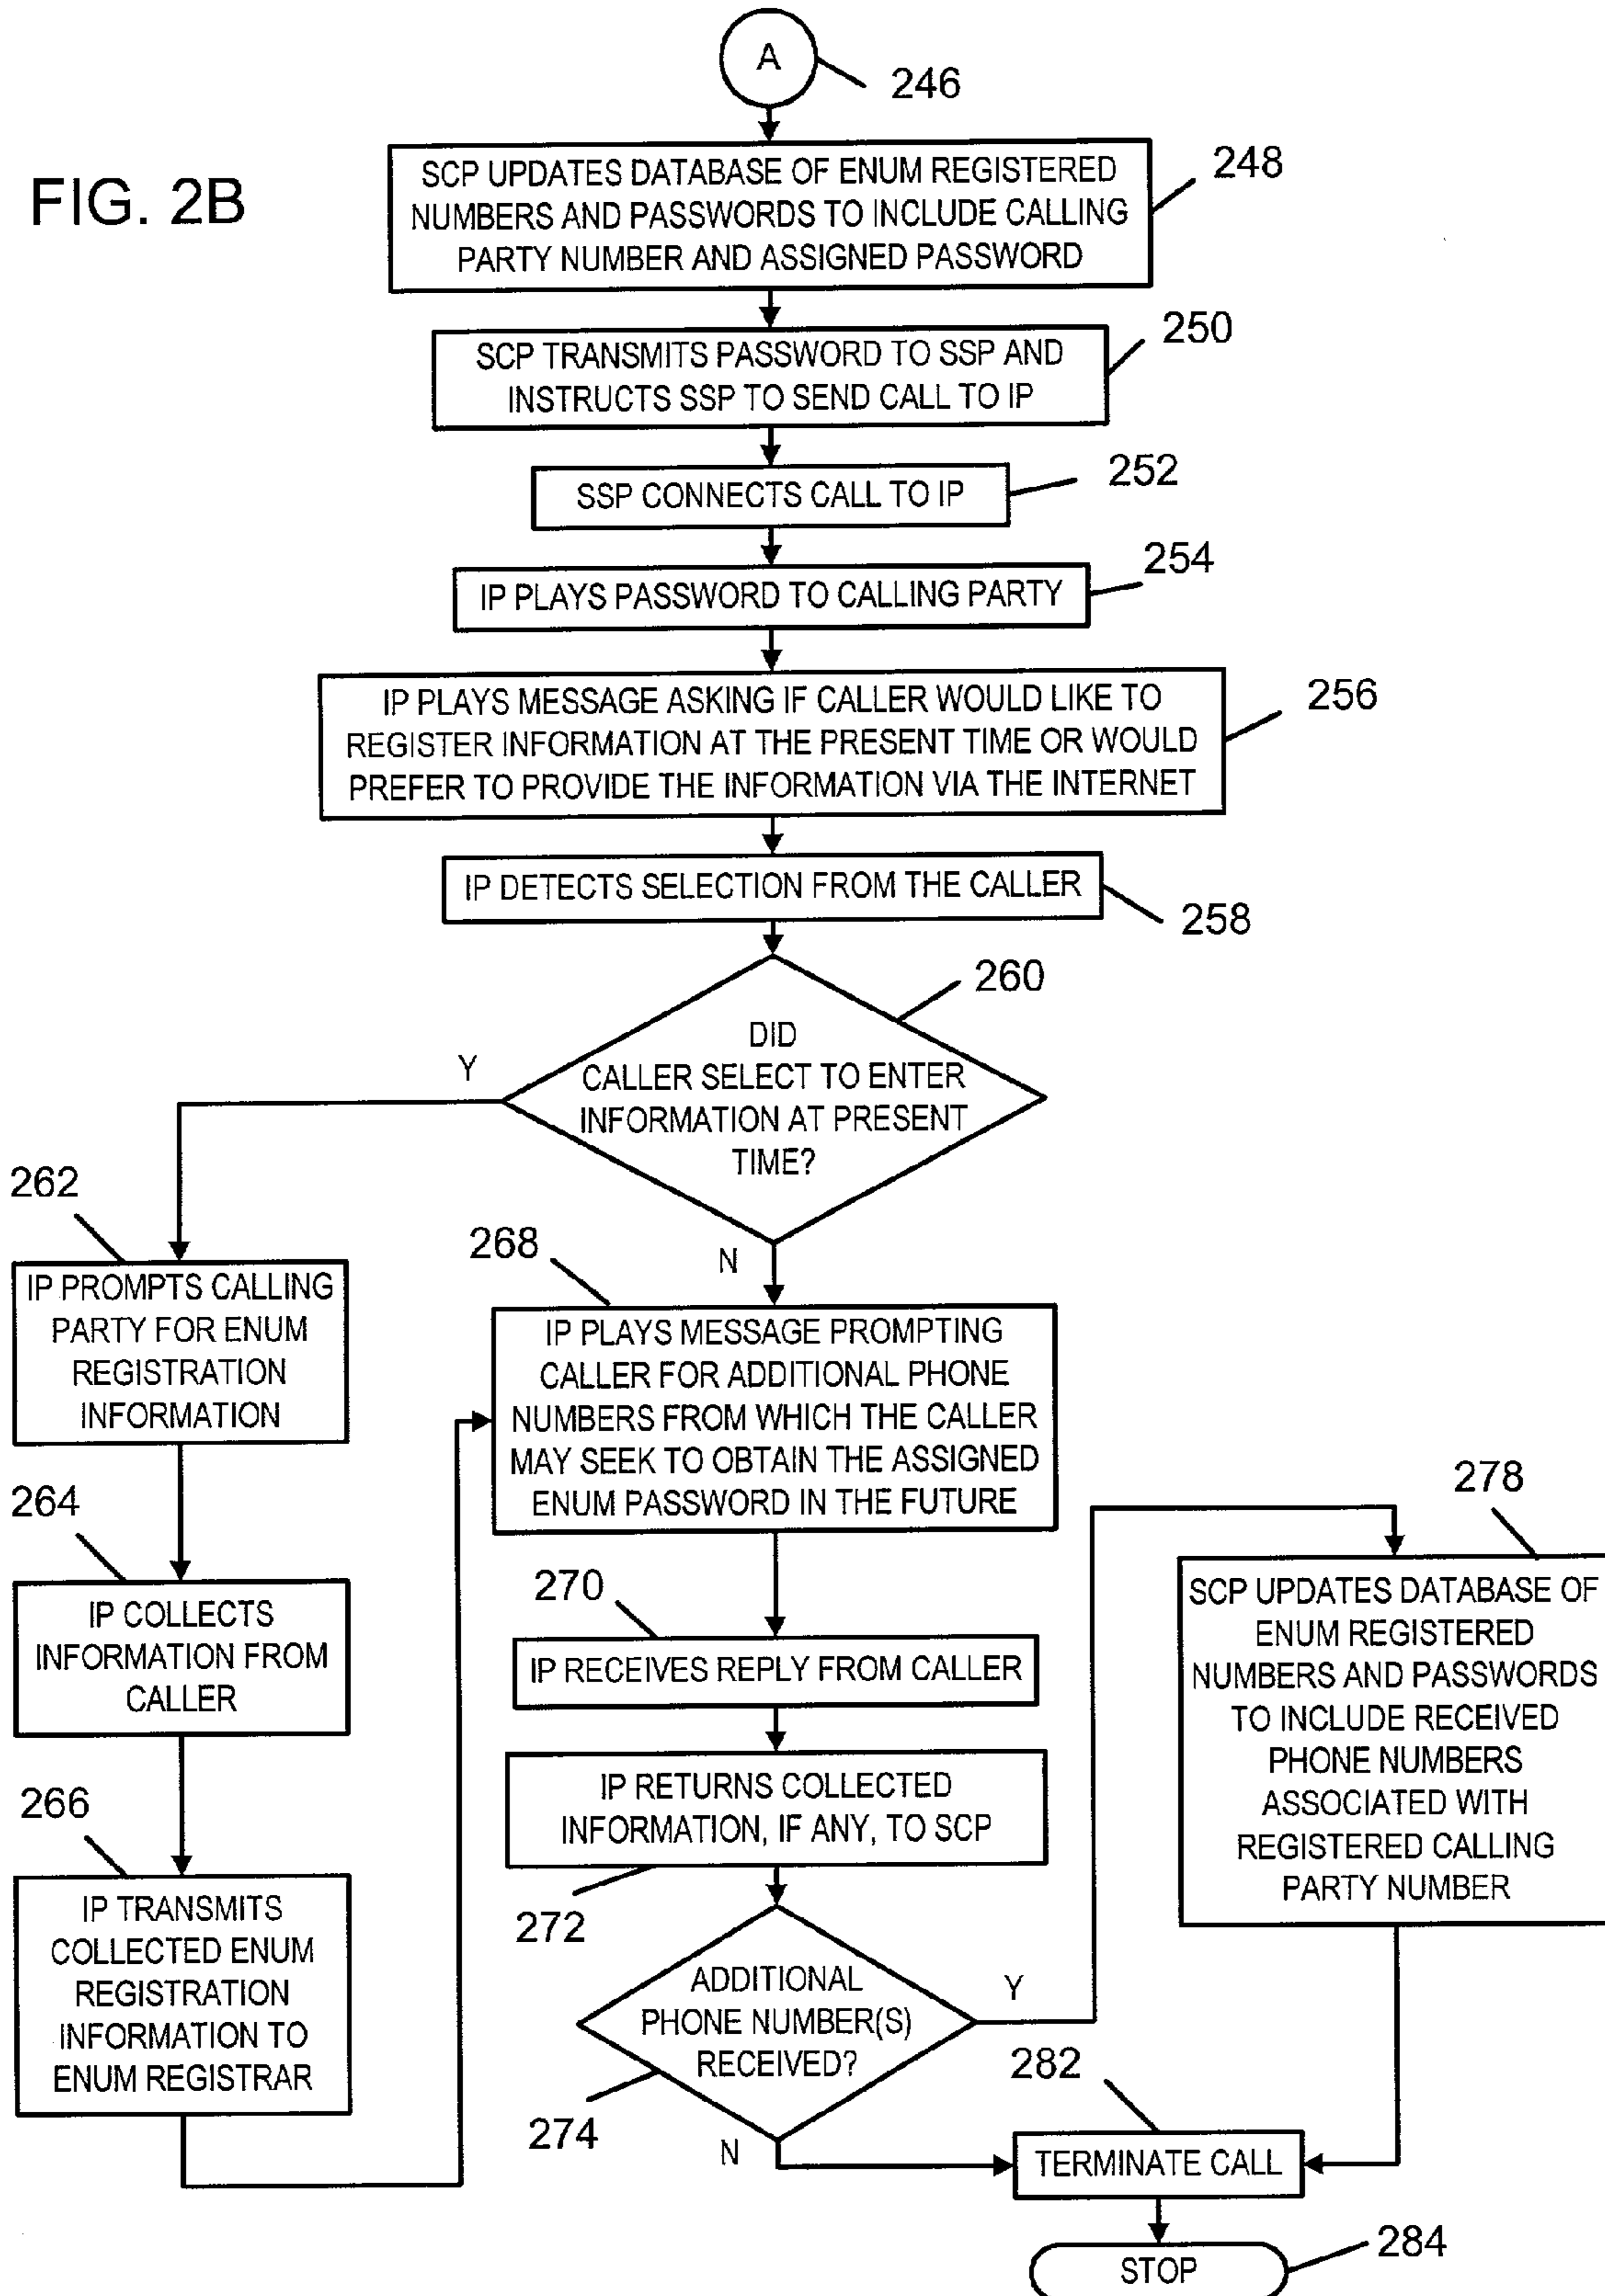 A
246
FIG. 2B
SCP UPDATES DATABASE OF ENUM REGISTERED
NUMBERS AND PASSWORDS TO INCLUDE CALLING
PARTY NUMBER AND ASSIGNED PASSWORD
248
SCP TRANSMITS PASSWORD TO SSP AND
INSTRUCTS SSP TO SEND CALL TO IP
250
SSP CONNECTS CALL TO IP
252
IP PLAYS PASSWORD TO CALLING PARTY
254
IP PLAYS MESSAGE ASKING IF CALLER WOULD LIKE TO
REGISTER INFORMATION AT THE PRESENT TIME OR WOULD
PREFER TO PROVIDE THE INFORMATION VIA THE INTERNET
256
IP DETECTS SELECTION FROM THE CALLER
258
260
DID
CALLER SELECT TO ENTER
INFORMATION AT PRESENT
TIME?
Y
N
262
IP PROMPTS CALLING
PARTY FOR ENUM
REGISTRATION
INFORMATION
264
IP COLLECTS
INFORMATION FROM
CALLER
266
IP TRANSMITS
COLLECTED ENUM
REGISTRATION
INFORMATION TO
ENUM REGISTRAR
268
IP PLAYS MESSAGE PROMPTING
CALLER FOR ADDITIONAL PHONE
NUMBERS FROM WHICH THE CALLER
MAY SEEK TO OBTAIN THE ASSIGNED
ENUM PASSWORD IN THE FUTURE
270
IP RECEIVES REPLY FROM CALLER
IP RETURNS COLLECTED
INFORMATION, IF ANY, TO SCP
272
ADDITIONAL
PHONE NUMBER(S)
RECEIVED?
274
Y
N
278
SCP UPDATES DATABASE OF
ENUM REGISTERED
NUMBERS AND PASSWORDS
TO INCLUDE RECEIVED
PHONE NUMBERS
ASSOCIATED WITH
REGISTERED CALLING
PARTY NUMBER
282
TERMINATE CALL
STOP
284